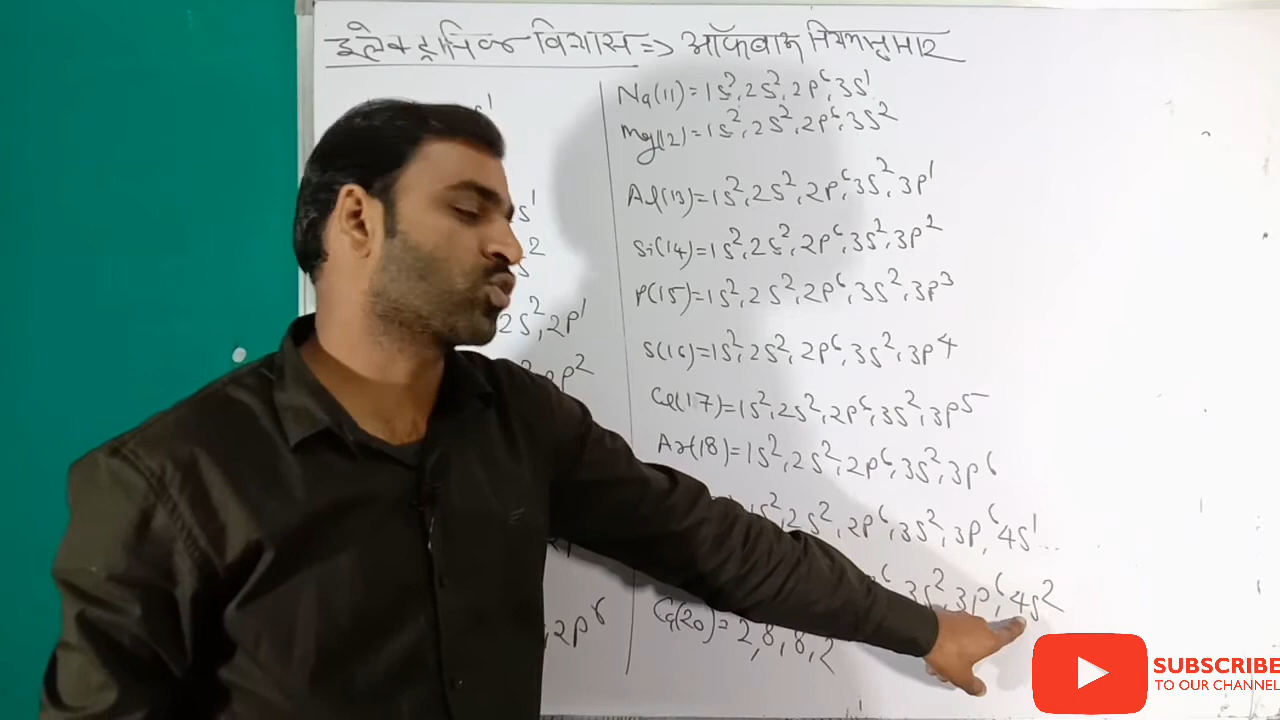 इलेक्ट्रानिक विन्यास => ऑफबाऊ नियमानुसार
s¹
s²
2s², 2p¹
2p²
, 2p⁶
Na(11) = 1s², 2s², 2p⁶, 3s¹
Mg(12) = 1s², 2s², 2p⁶, 3s²
Al(13) = 1s², 2s², 2p⁶, 3s², 3p¹
Si(14) = 1s², 2s², 2p⁶, 3s², 3p²
P(15) = 1s², 2s², 2p⁶, 3s², 3p³
S(16) = 1s², 2s², 2p⁶, 3s², 3p⁴
Cl(17) = 1s², 2s², 2p⁶, 3s², 3p⁵
Ar(18) = 1s², 2s², 2p⁶, 3s², 3p⁶
1s², 2s², 2p⁶, 3s², 3p⁶, 4s¹...
3s², 3p⁶, 4s²
Ca(20) = 2, 8, 8, 2
SUBSCRIBE
TO OUR CHANNEL